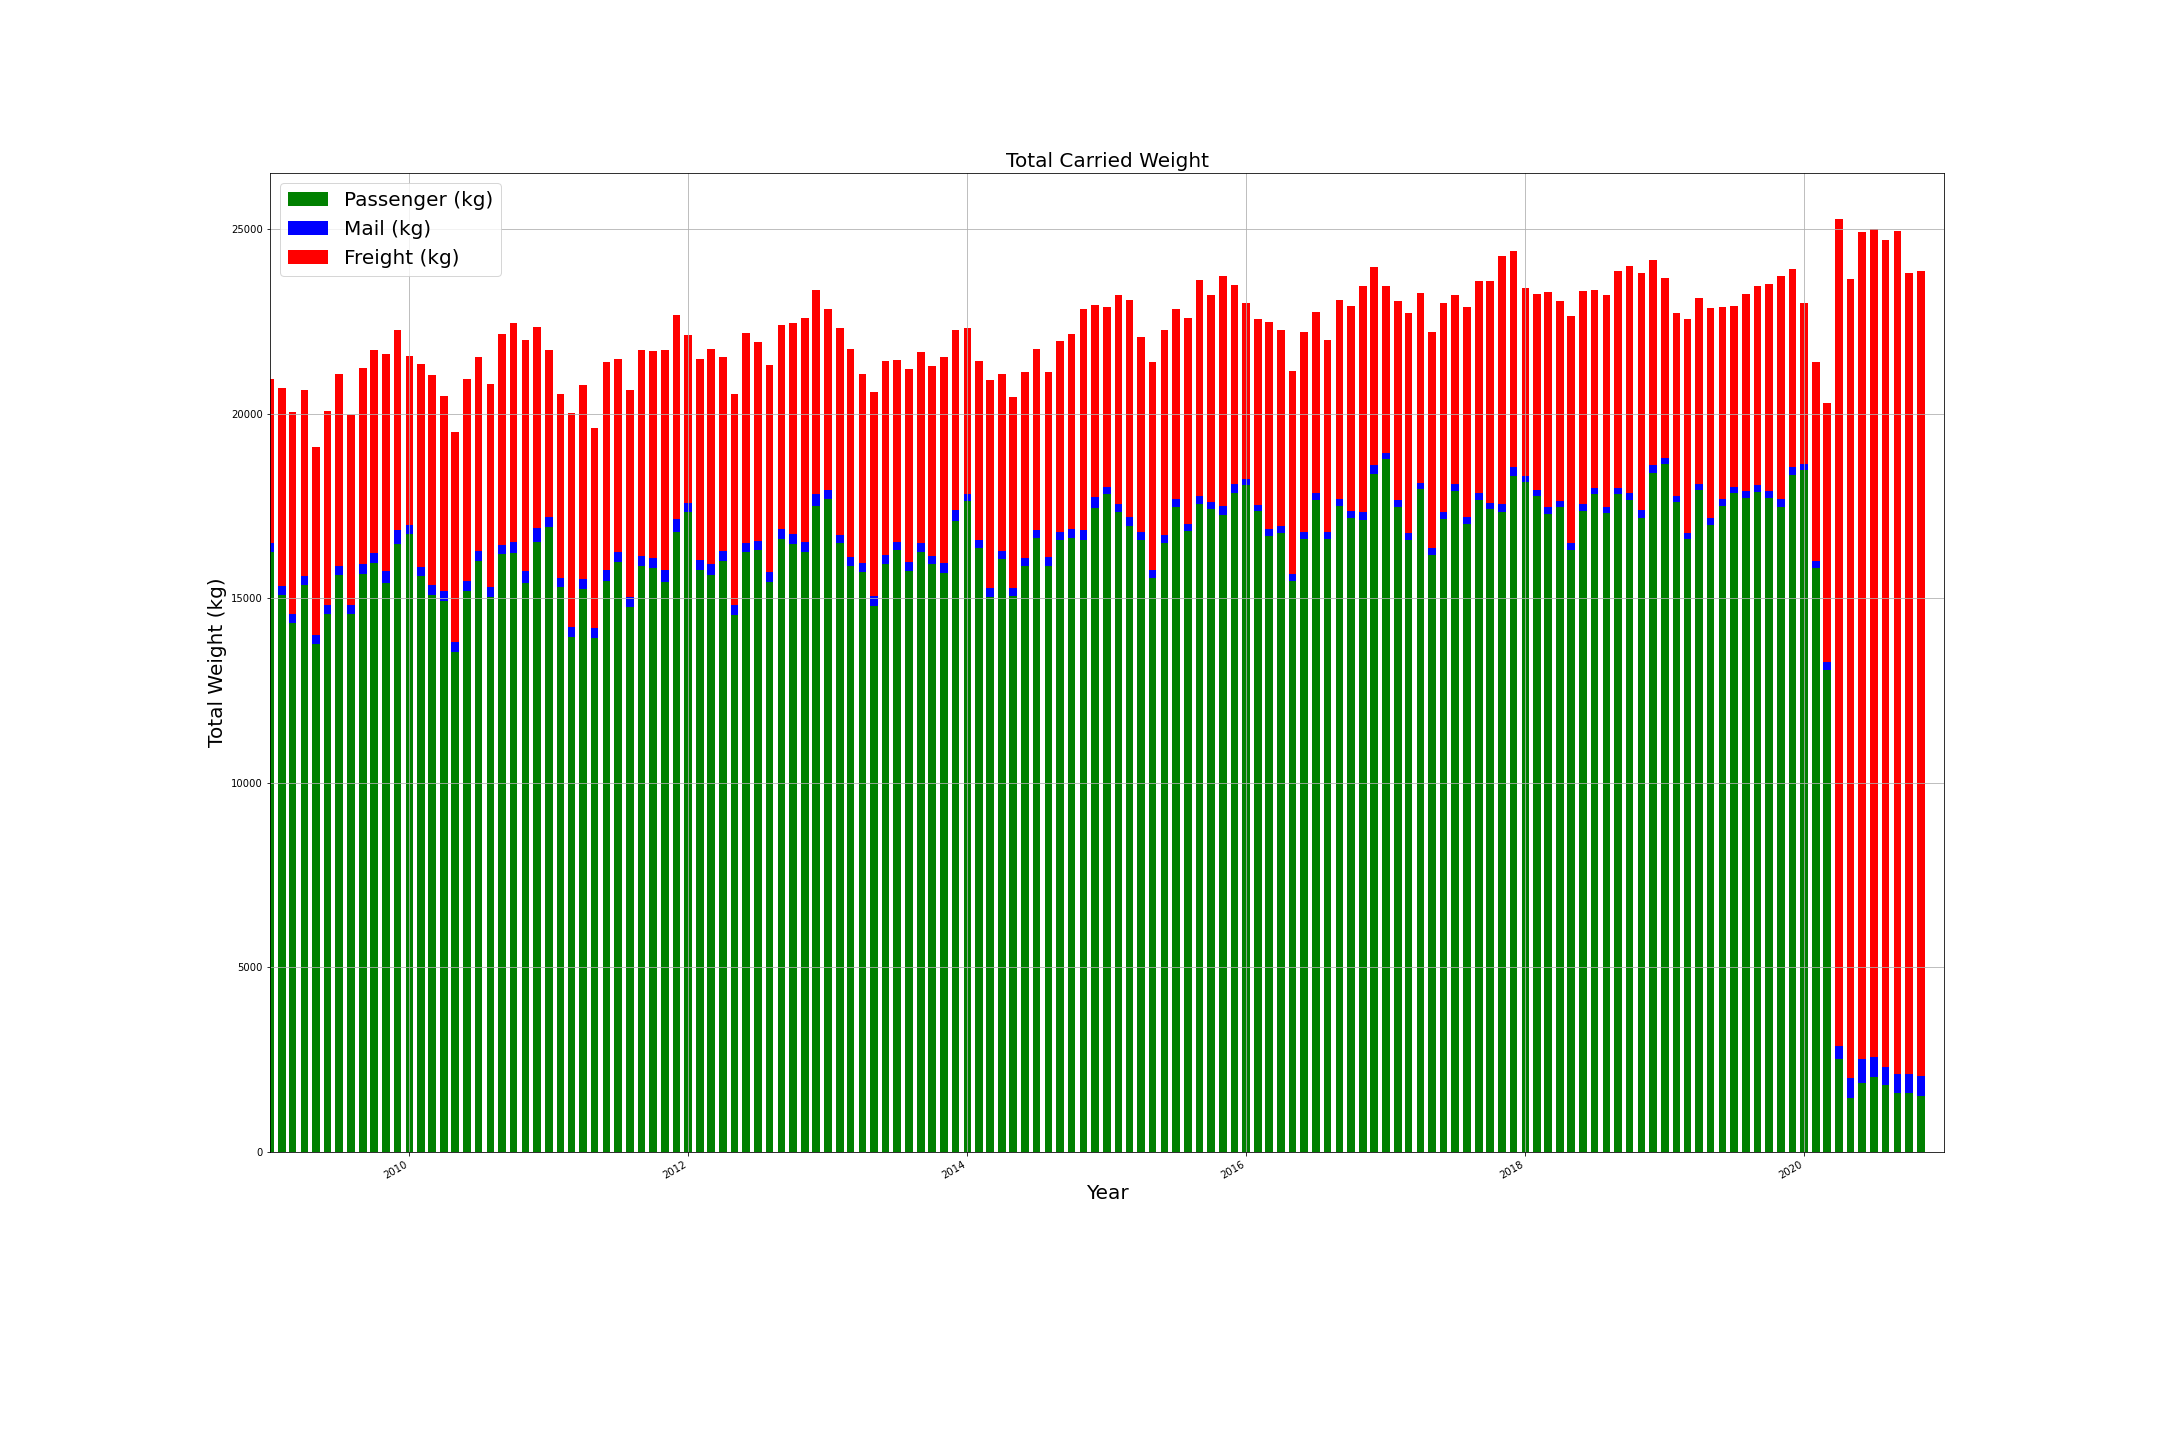 Total Carried Weight
Passenger (kg)
Mail (kg)
Freight (kg)
Total Weight (kg)
25000
20000
15000
10000
5000
0
2010
2012
2014
2016
2018
2020
Year